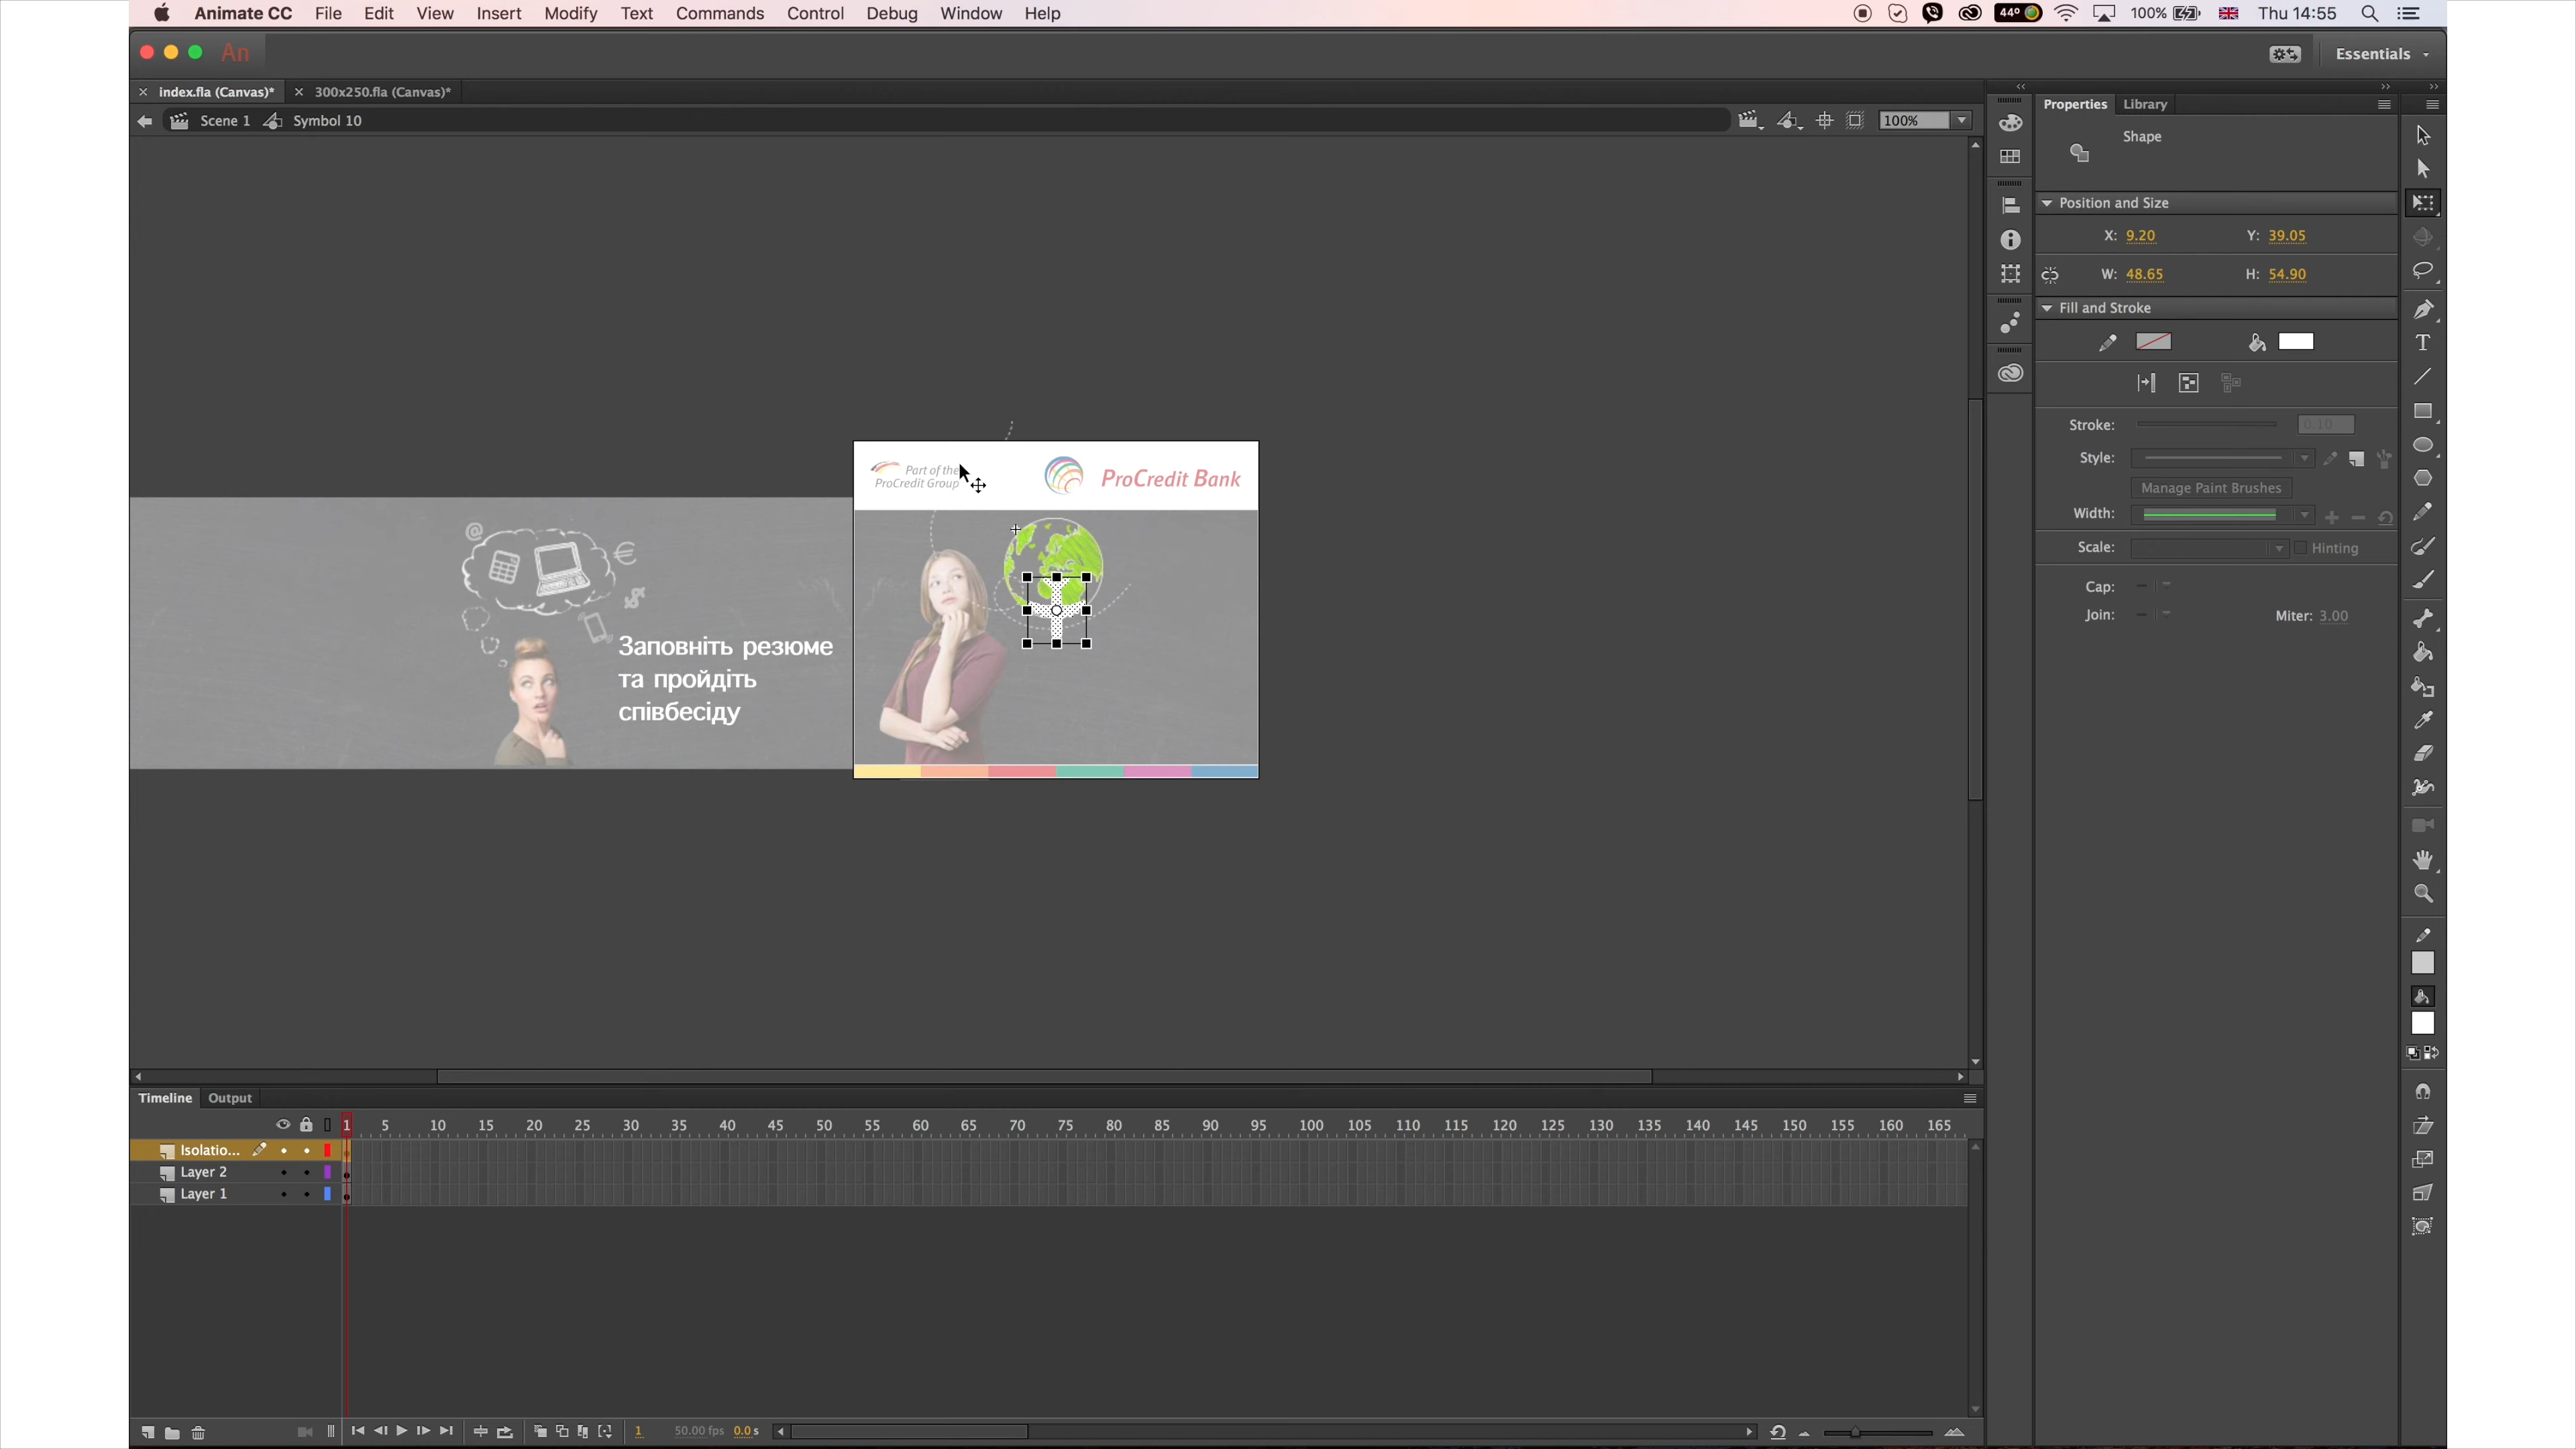 Animate CC File Edit View Insert Modify Text Commands Control Debug Window Help 44° 100% Thu 14:55
An Essentials
index.fla (Canvas)* 300x250.fla (Canvas)*
Scene 1 Symbol 10 100%
Part of the
ProCredit Group
ProCredit Bank
@ € $
Заповніть резюме
та пройдіть
співбесіду
Properties Library
Shape
Position and Size
X: 9.20 Y: 39.05
W: 48.65 H: 54.90
Fill and Stroke
Stroke: 0.10
Style:
Manage Paint Brushes
Width:
Scale: Hinting
Cap:
Join: Miter: 3.00
Timeline Output
1 5 10 15 20 25 30 35 40 45 50 55 60 65 70 75 80 85 90 95 100 105 110 115 120 125 130 135 140 145 150 155 160 165
Isolatio...
Layer 2
Layer 1
1 50.00 fps 0.0 s